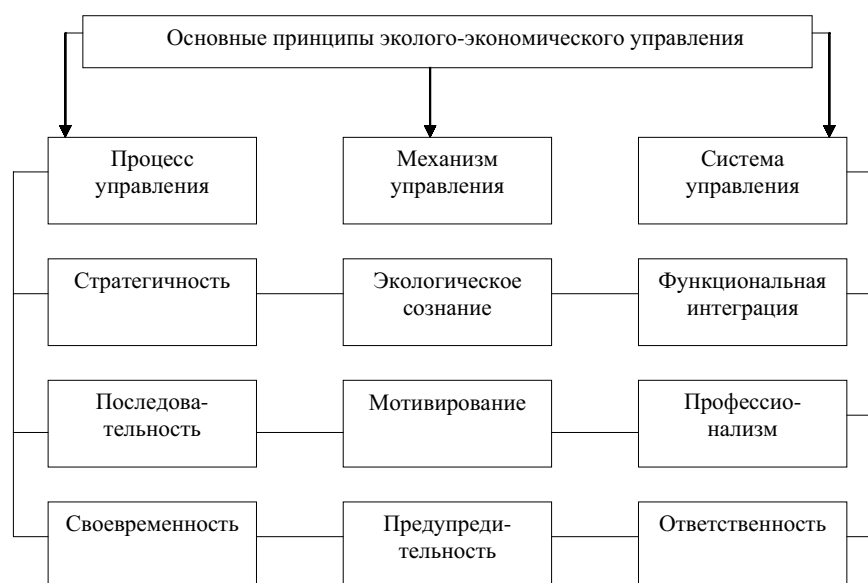 Основные принципы эколого-экономического управления
Процесс
управления
Механизм
управления
Система
управления
Стратегичность
Экологическое
сознание
Функциональная
интеграция
Последова-
тельность
Мотивирование
Профессио-
нализм
Своевременность
Предупреди-
тельность
Ответственность